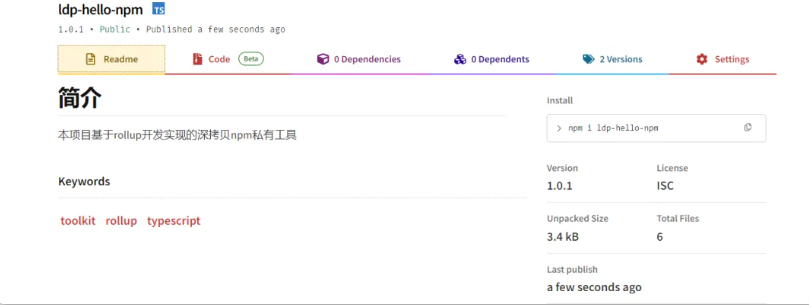 ldp-hello-npm TS
1.0.1 • Public • Published a few seconds ago
Readme
Code Beta
0 Dependencies
0 Dependents
2 Versions
Settings
简介
本项目基于rollup开发实现的深拷贝npm私有工具
Keywords
toolkit rollup typescript
Install
> npm i ldp-hello-npm
Version License
1.0.1 ISC
Unpacked Size Total Files
3.4 kB 6
Last publish
a few seconds ago